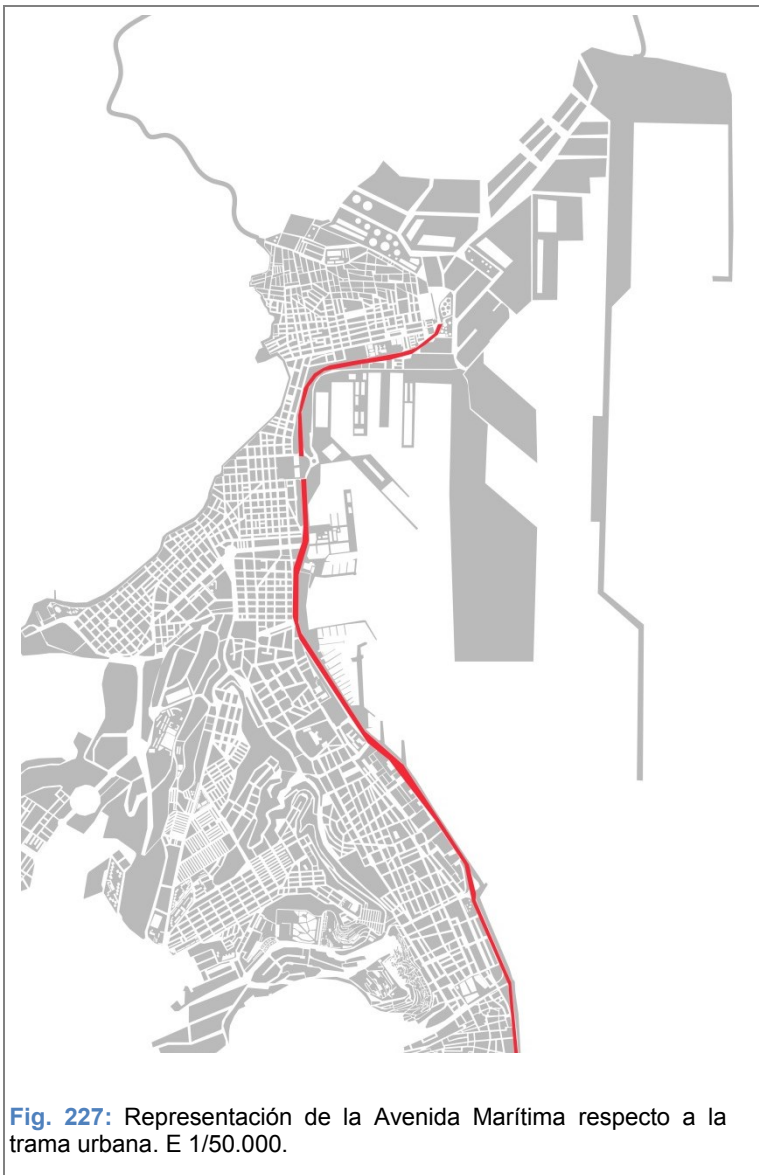 Fig. 227: Representación de la Avenida Marítima respecto a la
trama urbana. E 1/50.000.